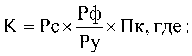 К = Рс × Рф/Ру × Пк, где: